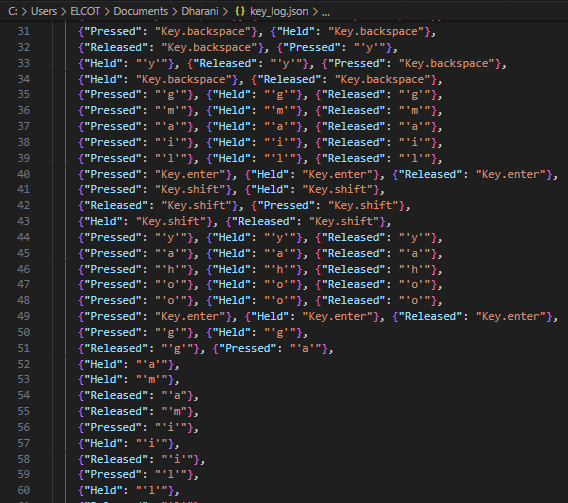 C: > Users > ELCOT > Documents > Dharani > {} key_log.json > ...
31 {"Pressed": "Key.backspace"}, {"Held": "Key.backspace"},
32 {"Released": "Key.backspace"}, {"Pressed": "'y'"},
33 {"Held": "'y'"}, {"Released": "'y'"}, {"Pressed": "Key.backspace"},
34 {"Held": "Key.backspace"}, {"Released": "Key.backspace"},
35 {"Pressed": "'g'"}, {"Held": "'g'"}, {"Released": "'g'"},
36 {"Pressed": "'m'"}, {"Held": "'m'"}, {"Released": "'m'"},
37 {"Pressed": "'a'"}, {"Held": "'a'"}, {"Released": "'a'"},
38 {"Pressed": "'i'"}, {"Held": "'i'"}, {"Released": "'i'"},
39 {"Pressed": "'l'"}, {"Held": "'l'"}, {"Released": "'l'"},
40 {"Pressed": "Key.enter"}, {"Held": "Key.enter"}, {"Released": "Key.enter"},
41 {"Pressed": "Key.shift"}, {"Held": "Key.shift"},
42 {"Released": "Key.shift"}, {"Pressed": "Key.shift"},
43 {"Held": "Key.shift"}, {"Released": "Key.shift"},
44 {"Pressed": "'y'"}, {"Held": "'y'"}, {"Released": "'y'"},
45 {"Pressed": "'a'"}, {"Held": "'a'"}, {"Released": "'a'"},
46 {"Pressed": "'h'"}, {"Held": "'h'"}, {"Released": "'h'"},
47 {"Pressed": "'o'"}, {"Held": "'o'"}, {"Released": "'o'"},
48 {"Pressed": "'o'"}, {"Held": "'o'"}, {"Released": "'o'"},
49 {"Pressed": "Key.enter"}, {"Held": "Key.enter"}, {"Released": "Key.enter"},
50 {"Pressed": "'g'"}, {"Held": "'g'"},
51 {"Released": "'g'"}, {"Pressed": "'a'"},
52 {"Held": "'a'"},
53 {"Held": "'m'"},
54 {"Released": "'a"},
55 {"Released": "'m"},
56 {"Pressed": "'i'"},
57 {"Held": "'i'"},
58 {"Released": "'i'"},
59 {"Pressed": "'l'"},
60 {"Held": "'l'"},